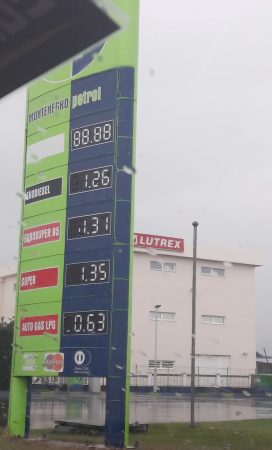 MONTENEGRO petrol
88.88
EURODIESEL 1.26
EUROSUPER 95 1.31
SUPER 1.35
AUTO GAS LPG 0.63
LUTREX